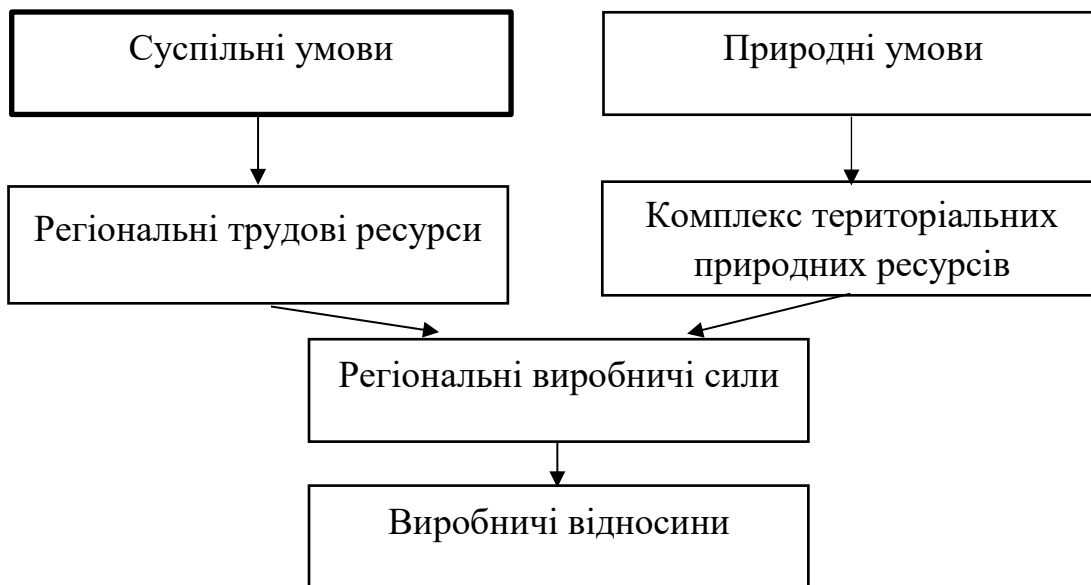 Суспільні умови
Природні умови
Регіональні трудові ресурси
Комплекс територіальних
природних ресурсів
Регіональні виробничі сили
Виробничі відносини